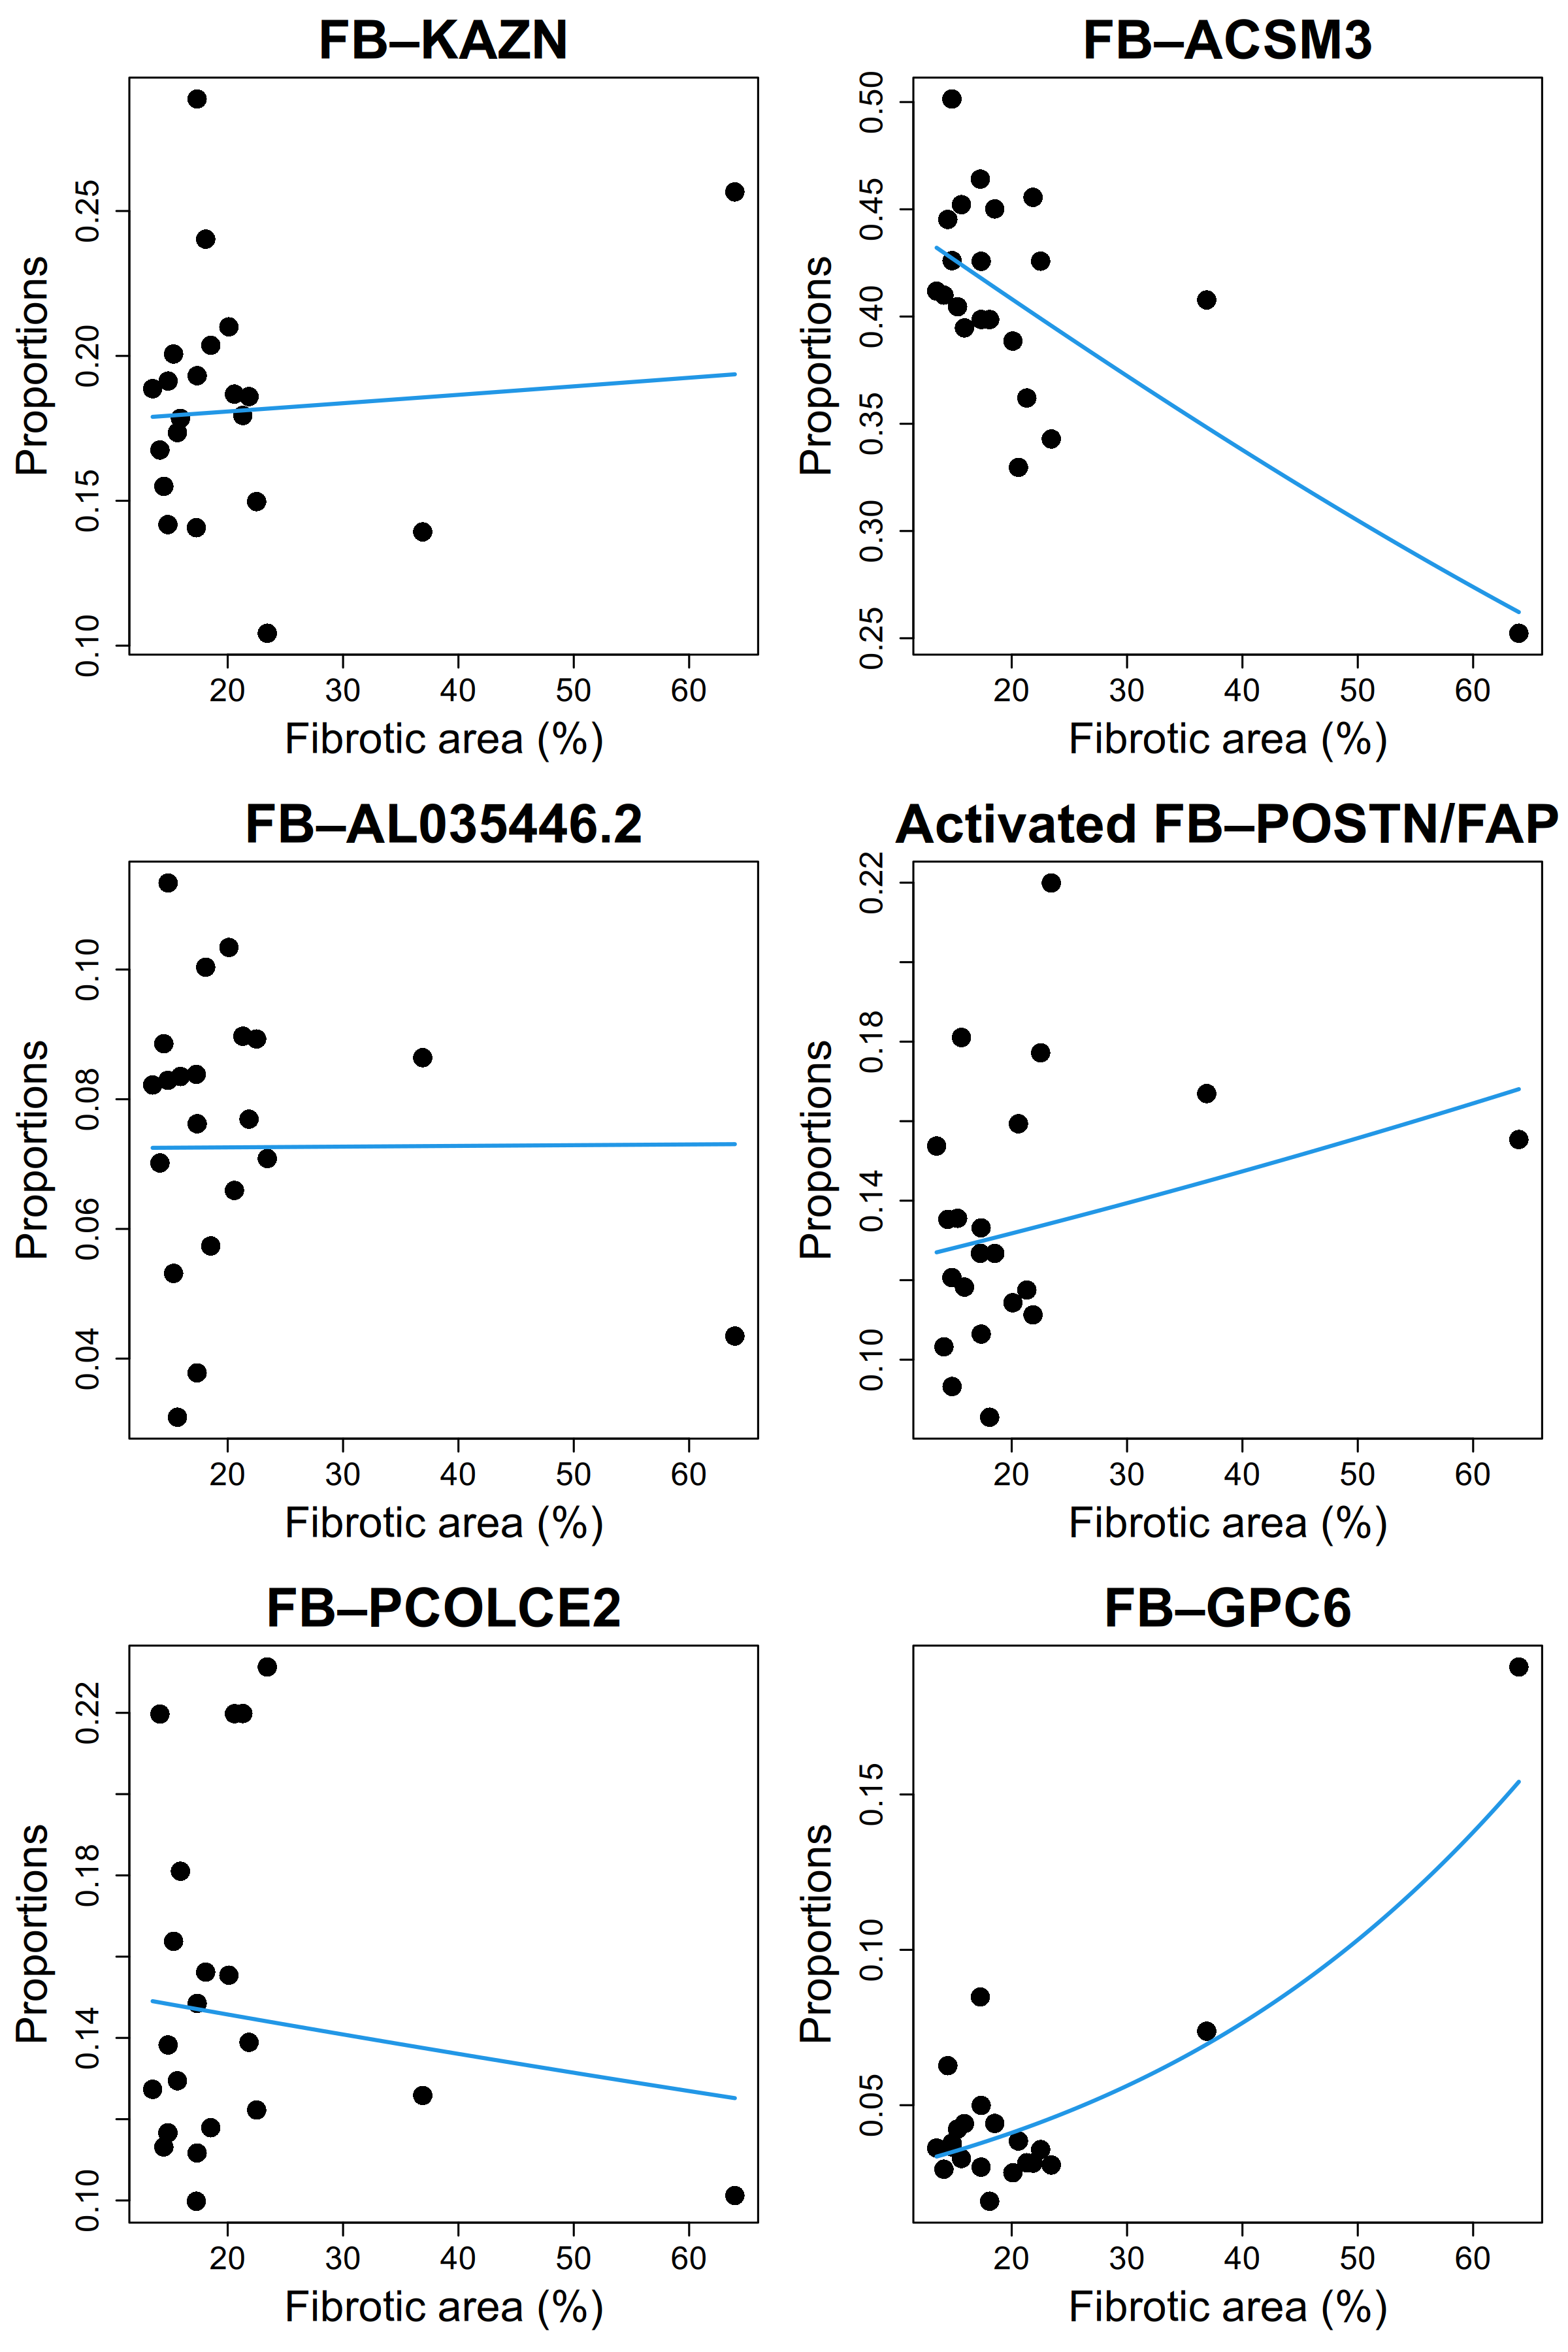 FB–KAZN
Proportions
0.10 0.15 0.20 0.25
20 30 40 50 60
Fibrotic area (%)
FB–ACSM3
Proportions
0.25 0.30 0.35 0.40 0.45 0.50
20 30 40 50 60
Fibrotic area (%)
FB–AL035446.2
Proportions
0.04 0.06 0.08 0.10
20 30 40 50 60
Fibrotic area (%)
Activated FB–POSTN/FAP
Proportions
0.10 0.14 0.18 0.22
20 30 40 50 60
Fibrotic area (%)
FB–PCOLCE2
Proportions
0.10 0.14 0.18 0.22
20 30 40 50 60
Fibrotic area (%)
FB–GPC6
Proportions
0.05 0.10 0.15
20 30 40 50 60
Fibrotic area (%)